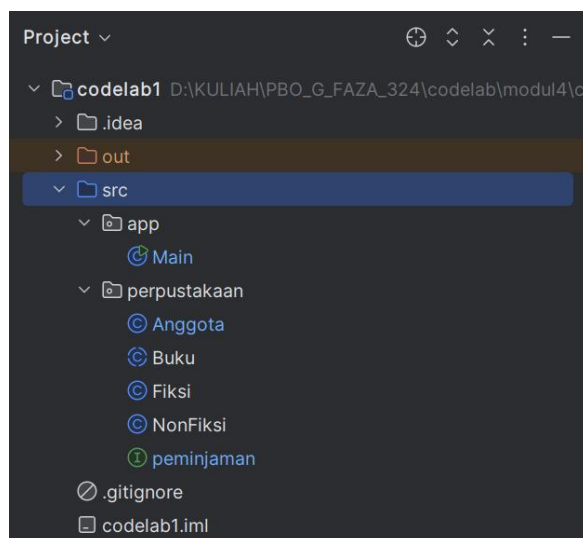 Project
codelab1 D:\KULIAH\PBO_G_FAZA_324\codelab\modul4\c
.idea
out
src
app
Main
perpustakaan
Anggota
Buku
Fiksi
NonFiksi
peminjaman
.gitignore
codelab1.iml